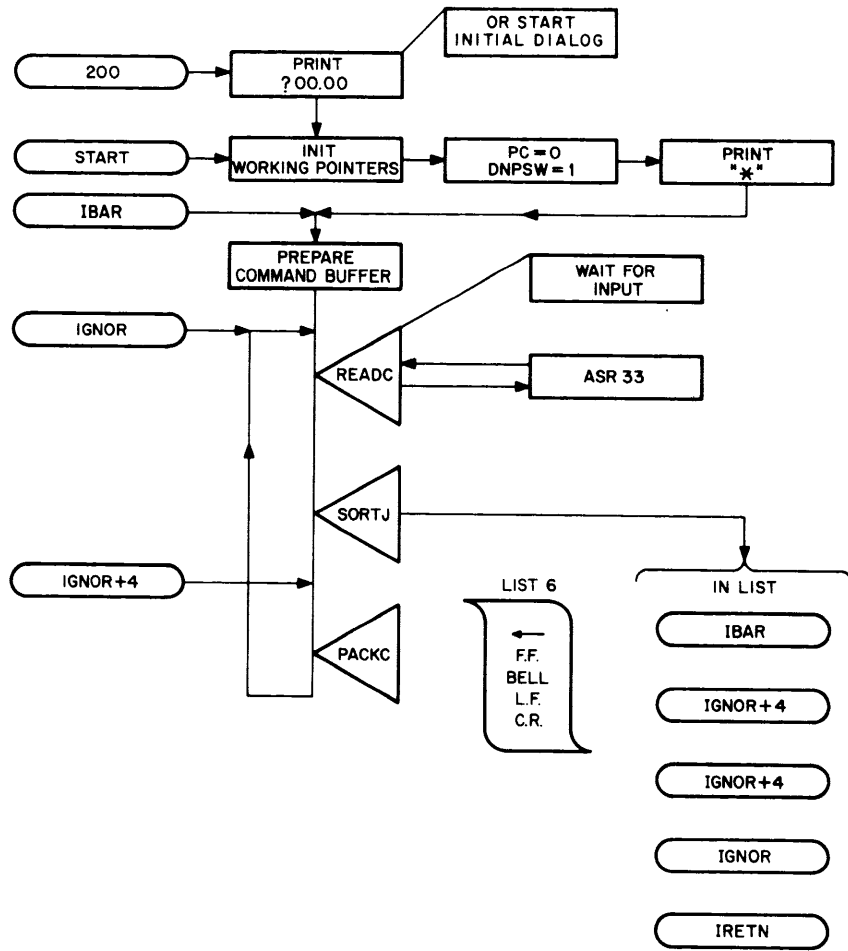 OR START
INITIAL DIALOG
200
PRINT
?00.00
START
INIT
WORKING POINTERS
PC=0
DNPSW=1
PRINT
"*"
IBAR
PREPARE
COMMAND BUFFER
WAIT FOR
INPUT
IGNOR
READC
ASR 33
SORTJ
IGNOR+4
LIST 6
IN LIST
←
F.F.
BELL
L.F.
C.R.
PACKC
IBAR
IGNOR+4
IGNOR+4
IGNOR
IRETN